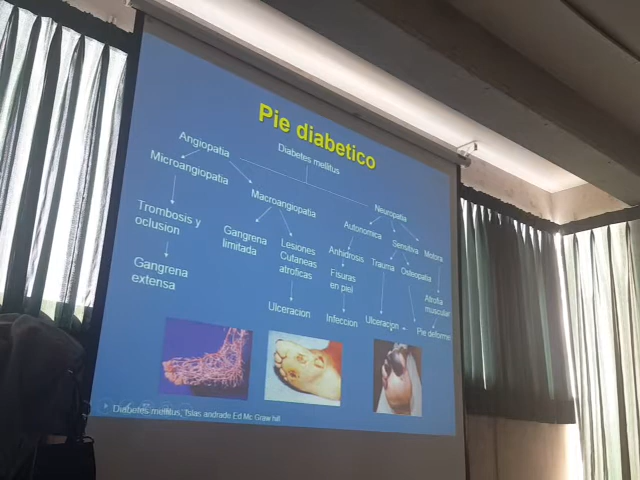 Pie diabetico
Diabetes mellitus
Angiopatia
Microangiopatia
Macroangiopatia
Neuropatia
Trombosis y
oclusion
Gangrena
limitada
Lesiones
Cutaneas
atroficas
Autonomica
Sensitiva
Motora
Anhidrosis
Trauma
Osteopatia
Gangrena
extensa
Fisuras
en piel
Atrofia
muscular
Ulceracion
Infeccion
Ulceracion
Pie deforme
Diabetes mellitus, Islas andrade Ed Mc Graw hill